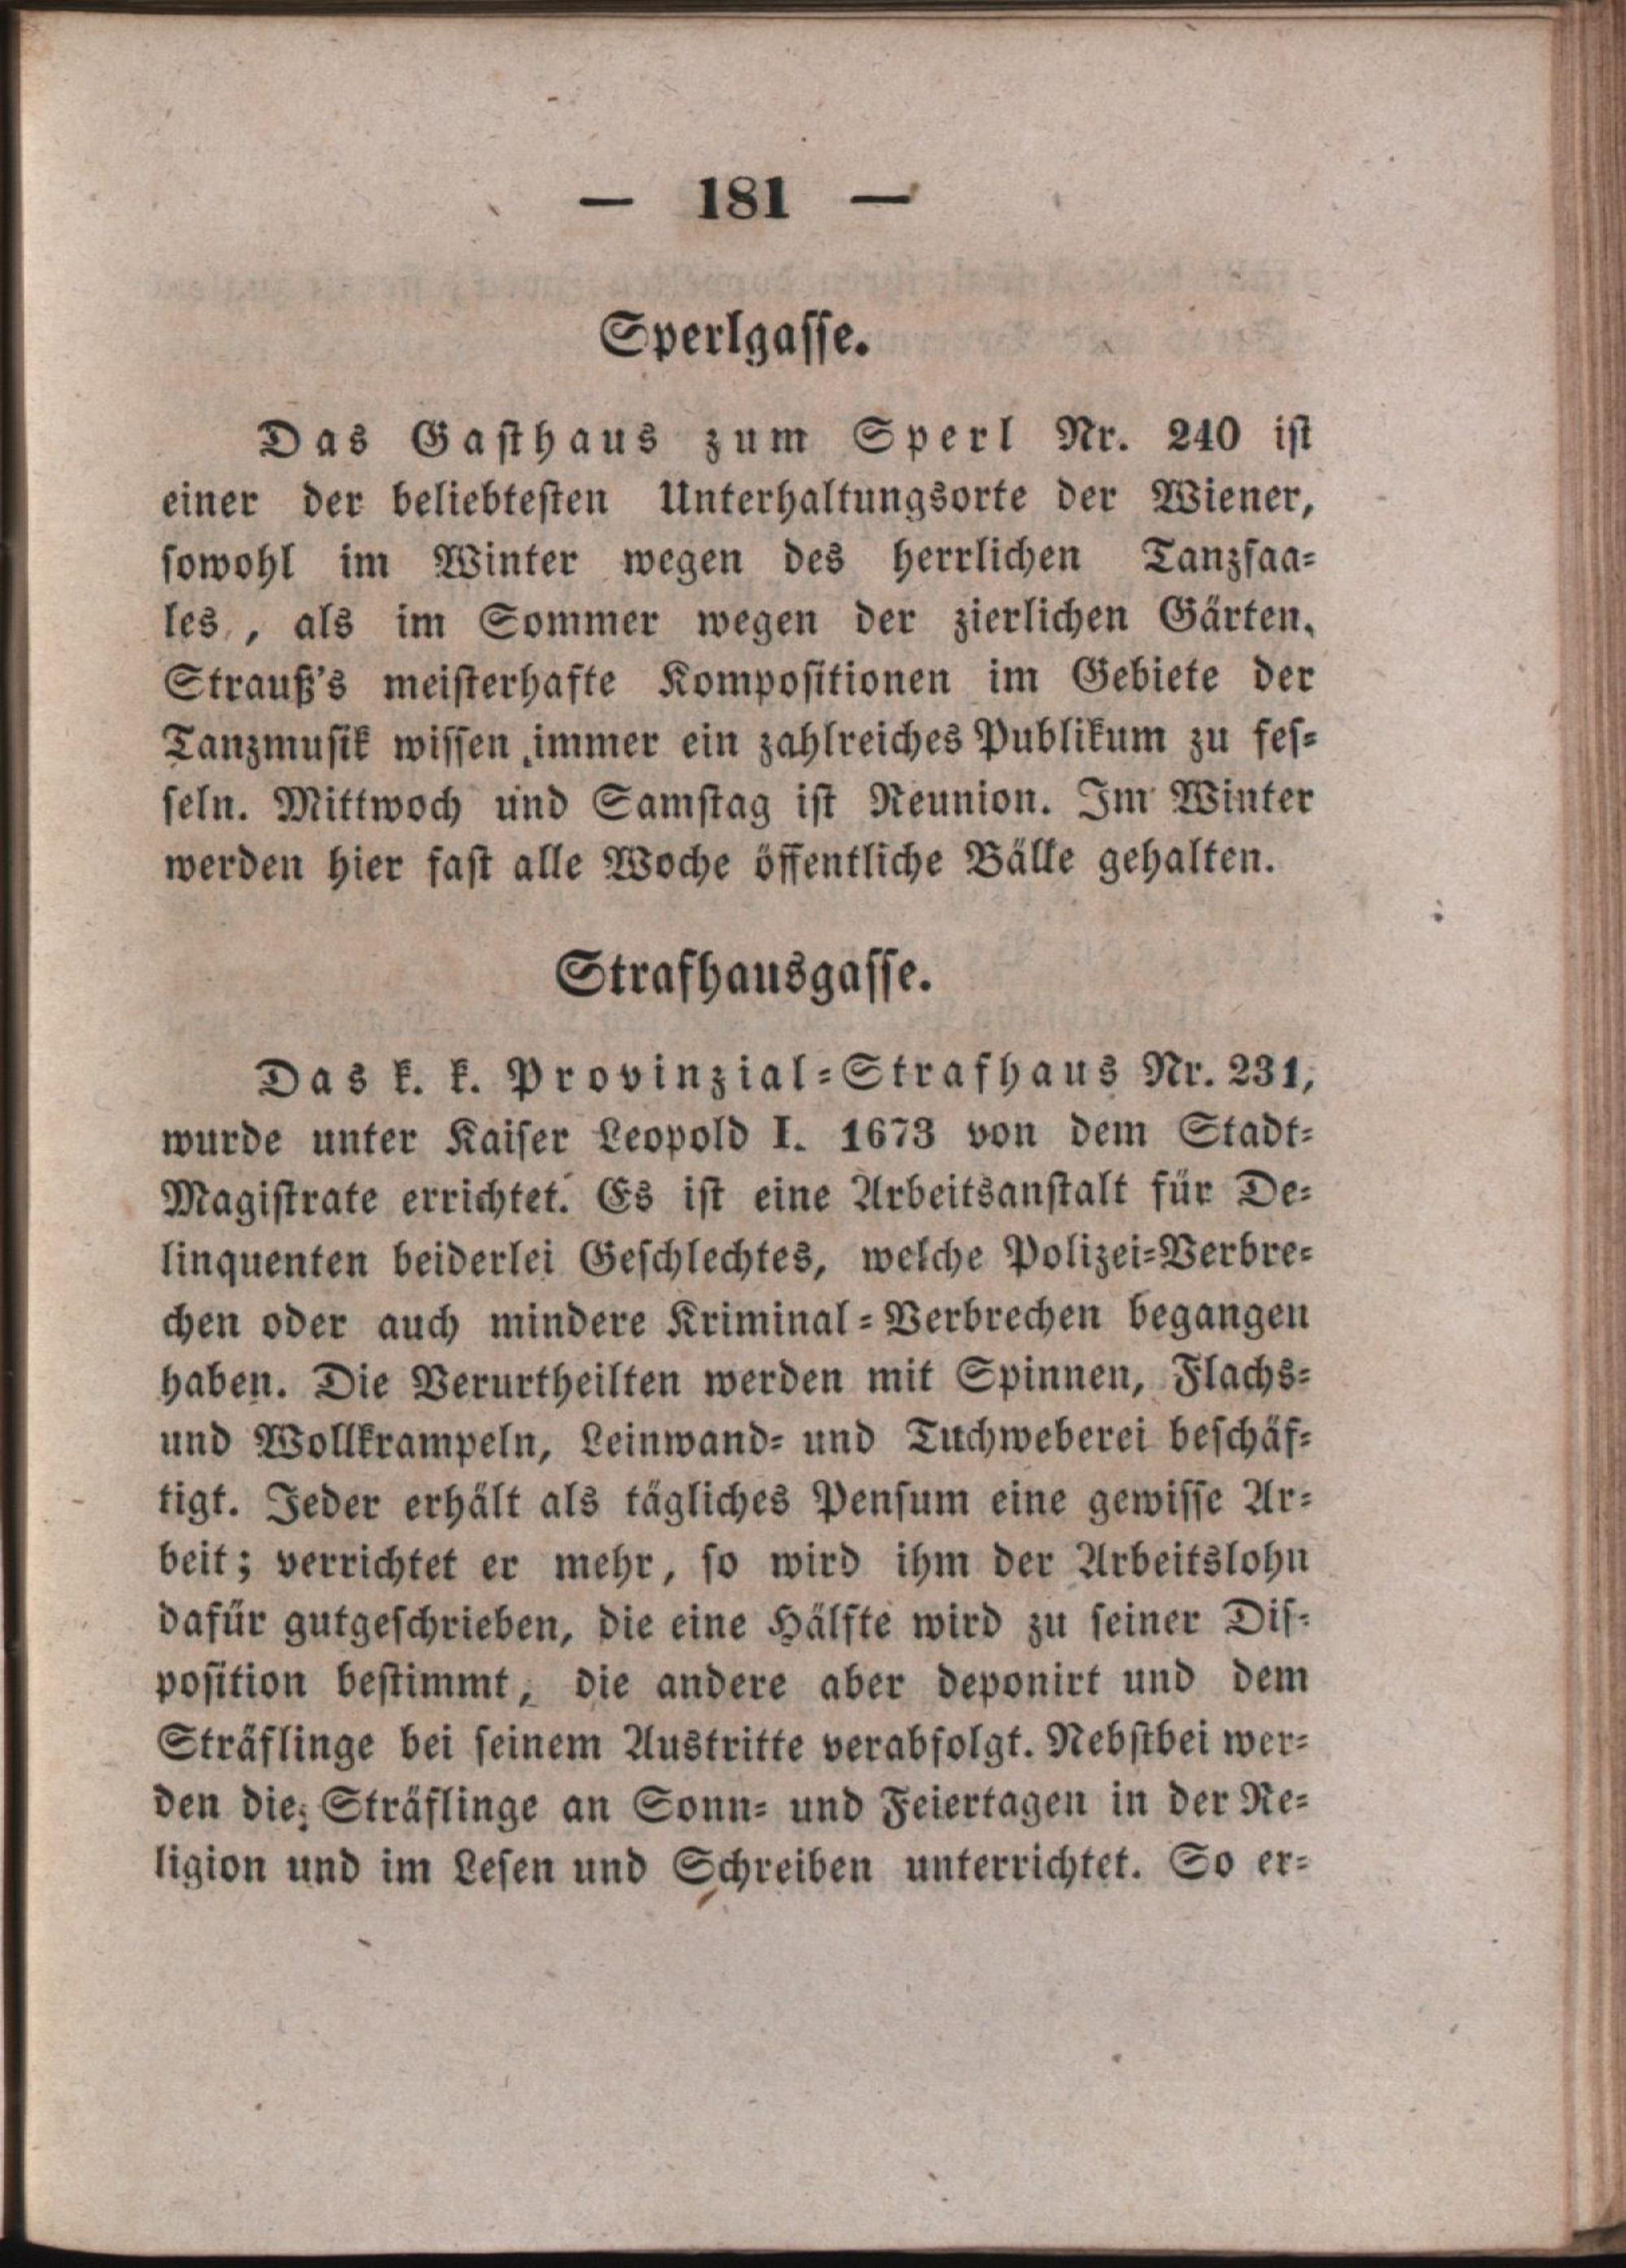 — 181 —
Sperlgasse.
Das Gasthaus zum Sperl Nr. 240 ist
einer der beliebtesten Unterhaltungsorte der Wiener,
sowohl im Winter wegen des herrlichen Tanzsaa-
les, als im Sommer wegen der zierlichen Gärten.
Strauß's meisterhafte Kompositionen im Gebiete der
Tanzmusik wissen immer ein zahlreiches Publikum zu fes-
seln. Mittwoch und Samstag ist Reunion. Im Winter
werden hier fast alle Woche öffentliche Bälle gehalten.
Strafhausgasse.
Das k. k. Provinzial-Strafhaus Nr. 231,
wurde unter Kaiser Leopold I. 1673 von dem Stadt-
Magistrate errichtet. Es ist eine Arbeitsanstalt für De-
linquenten beiderlei Geschlechtes, welche Polizei-Verbre-
chen oder auch mindere Kriminal-Verbrechen begangen
haben. Die Verurtheilten werden mit Spinnen, Flachs-
und Wollkrampeln, Leinwand- und Tuchweberei beschäf-
tigt. Jeder erhält als tägliches Pensum eine gewisse Ar-
beit; verrichtet er mehr, so wird ihm der Arbeitslohn
dafür gutgeschrieben, die eine Hälfte wird zu seiner Dis-
position bestimmt, die andere aber deponirt und dem
Sträflinge bei seinem Austritte verabfolgt. Nebstbei wer-
den die Sträflinge an Sonn- und Feiertagen in der Re-
ligion und im Lesen und Schreiben unterrichtet. So er-